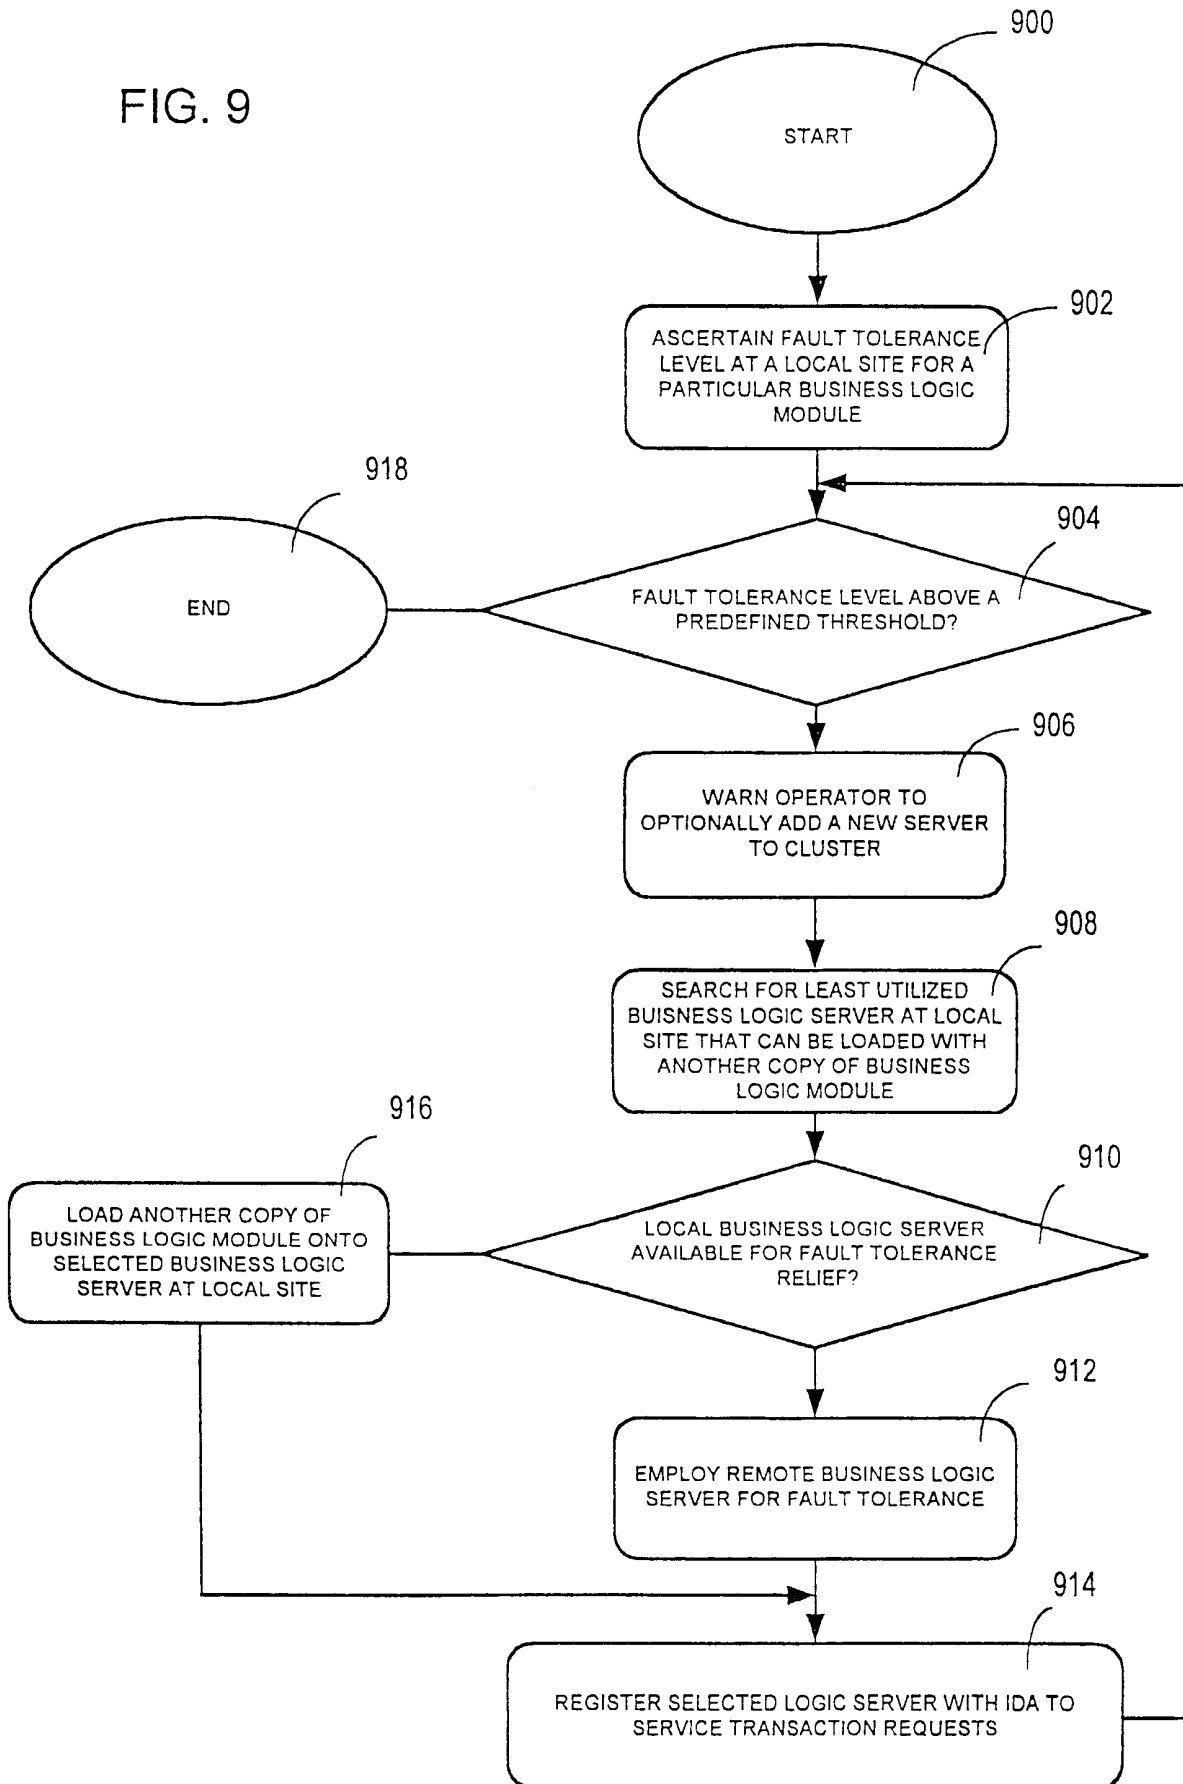 900
FIG. 9
START
902
ASCERTAIN FAULT TOLERANCE
LEVEL AT A LOCAL SITE FOR A
PARTICULAR BUSINESS LOGIC
MODULE
918
904
END
FAULT TOLERANCE LEVEL ABOVE A
PREDEFINED THRESHOLD?
906
WARN OPERATOR TO
OPTIONALLY ADD A NEW SERVER
TO CLUSTER
908
SEARCH FOR LEAST UTILIZED
BUISNESS LOGIC SERVER AT LOCAL
SITE THAT CAN BE LOADED WITH
ANOTHER COPY OF BUSINESS
LOGIC MODULE
916
910
LOAD ANOTHER COPY OF
BUSINESS LOGIC MODULE ONTO
SELECTED BUSINESS LOGIC
SERVER AT LOCAL SITE
LOCAL BUSINESS LOGIC SERVER
AVAILABLE FOR FAULT TOLERANCE
RELIEF?
912
EMPLOY REMOTE BUSINESS LOGIC
SERVER FOR FAULT TOLERANCE
914
REGISTER SELECTED LOGIC SERVER WITH IDA TO
SERVICE TRANSACTION REQUESTS